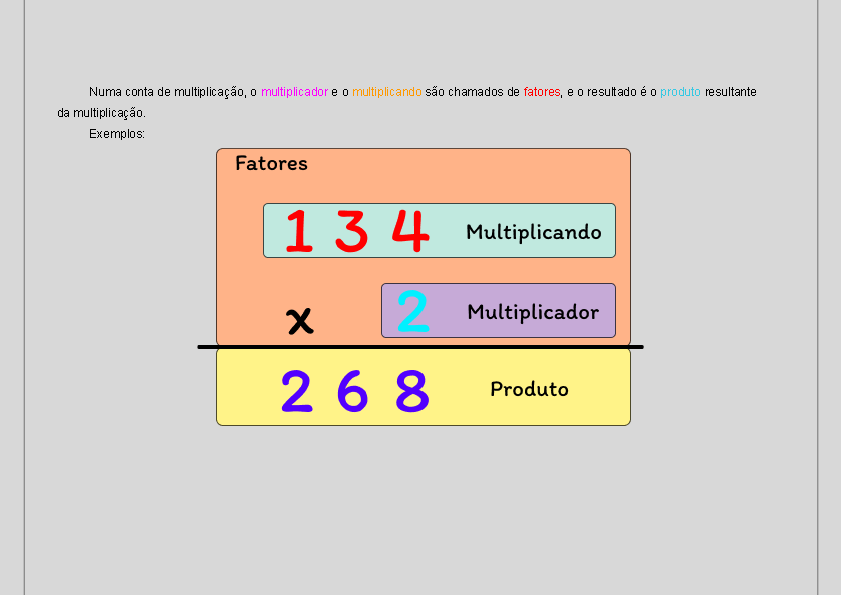 Numa conta de multiplicação, o multiplicador e o multiplicando são chamados de fatores, e o resultado é o produto resultante
da multiplicação.
Exemplos:
Fatores
1 3 4 Multiplicando
x 2 Multiplicador
2 6 8 Produto